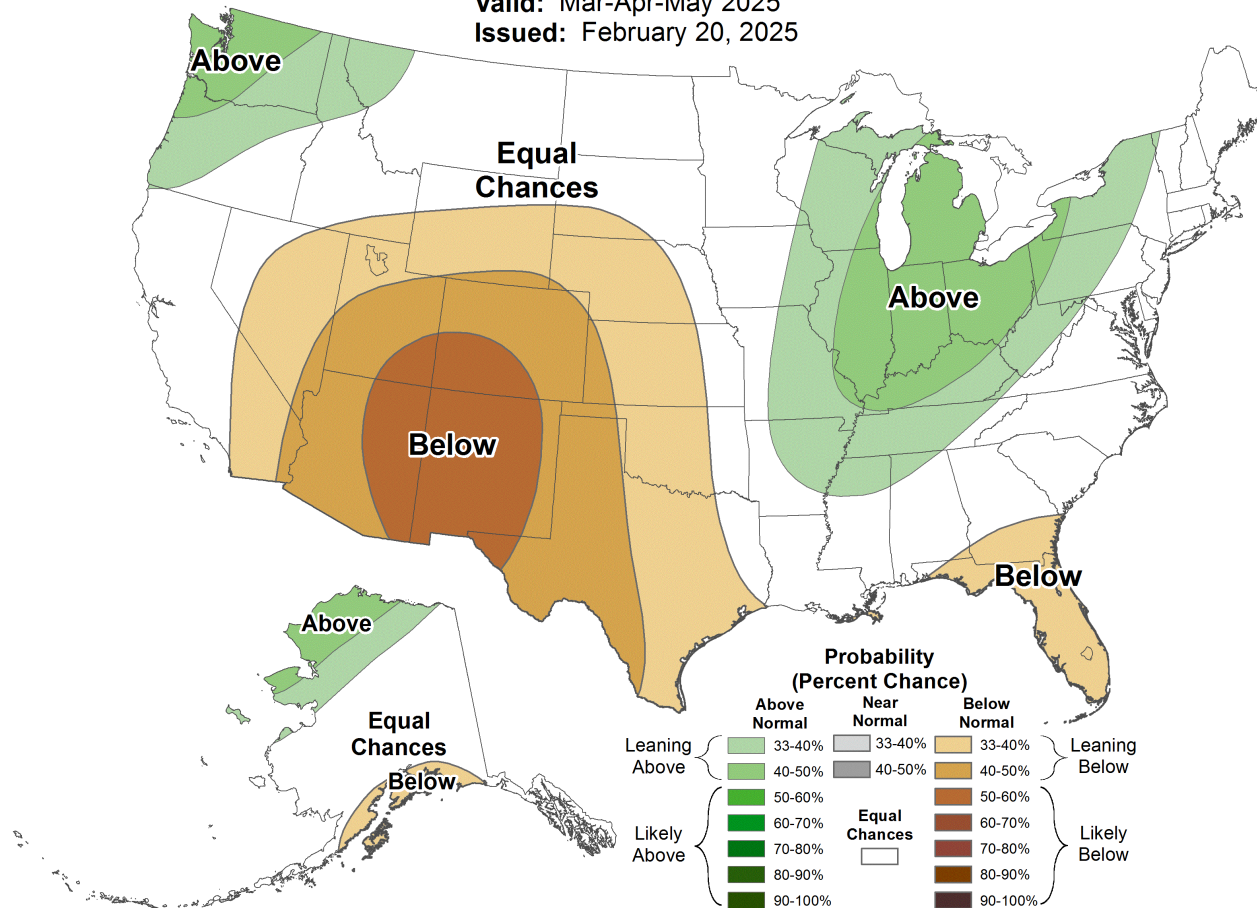 Valid: Mar-Apr-May 2025
Issued: February 20, 2025
Above
Equal
Chances
Above
Below
Below
Above
Equal
Chances
Below
Probability
(Percent Chance)
Above
Normal
Near
Normal
Below
Normal
Leaning
Above
33-40%
40-50%
33-40%
40-50%
33-40%
40-50%
Leaning
Below
Likely
Above
50-60%
60-70%
70-80%
80-90%
90-100%
Equal
Chances
50-60%
60-70%
70-80%
80-90%
90-100%
Likely
Below